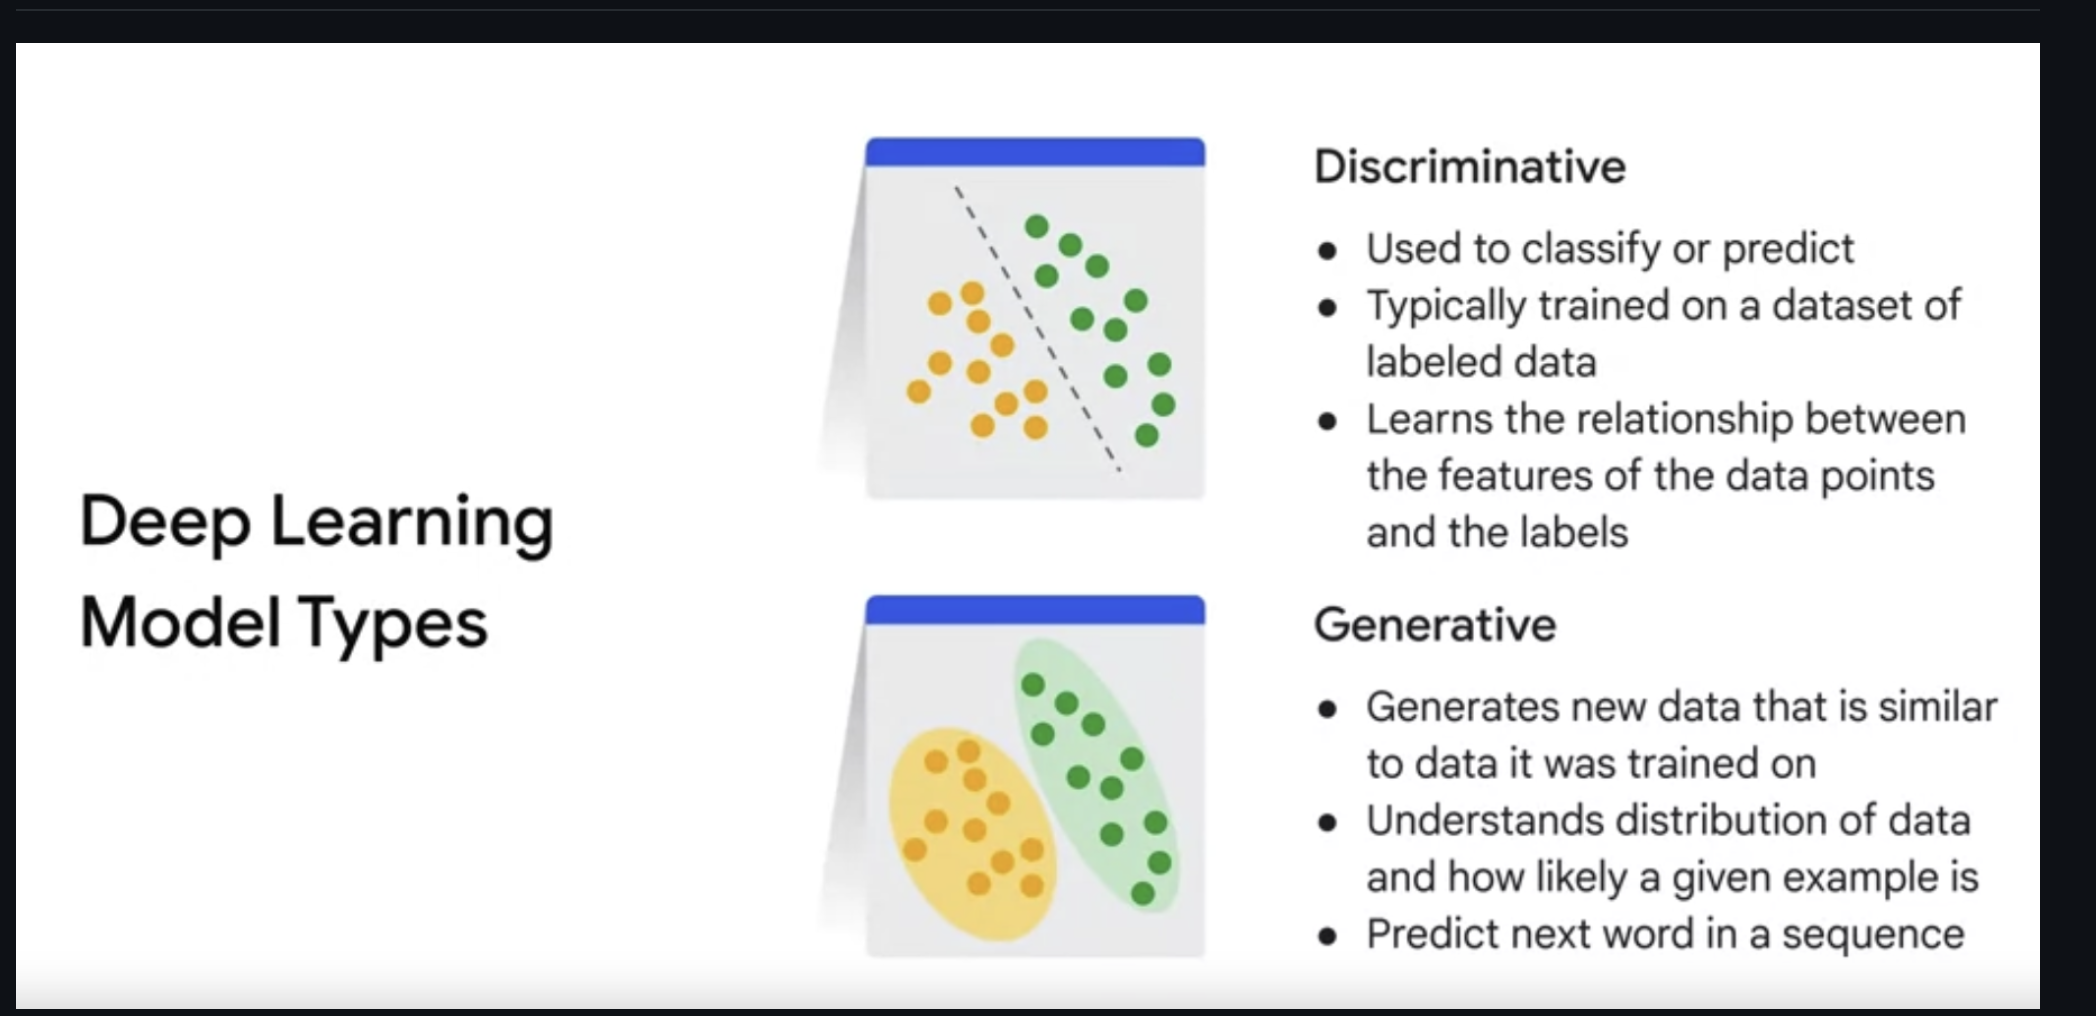 Deep Learning
Model Types
Discriminative
● Used to classify or predict
● Typically trained on a dataset of
labeled data
● Learns the relationship between
the features of the data points
and the labels
Generative
● Generates new data that is similar
to data it was trained on
● Understands distribution of data
and how likely a given example is
● Predict next word in a sequence